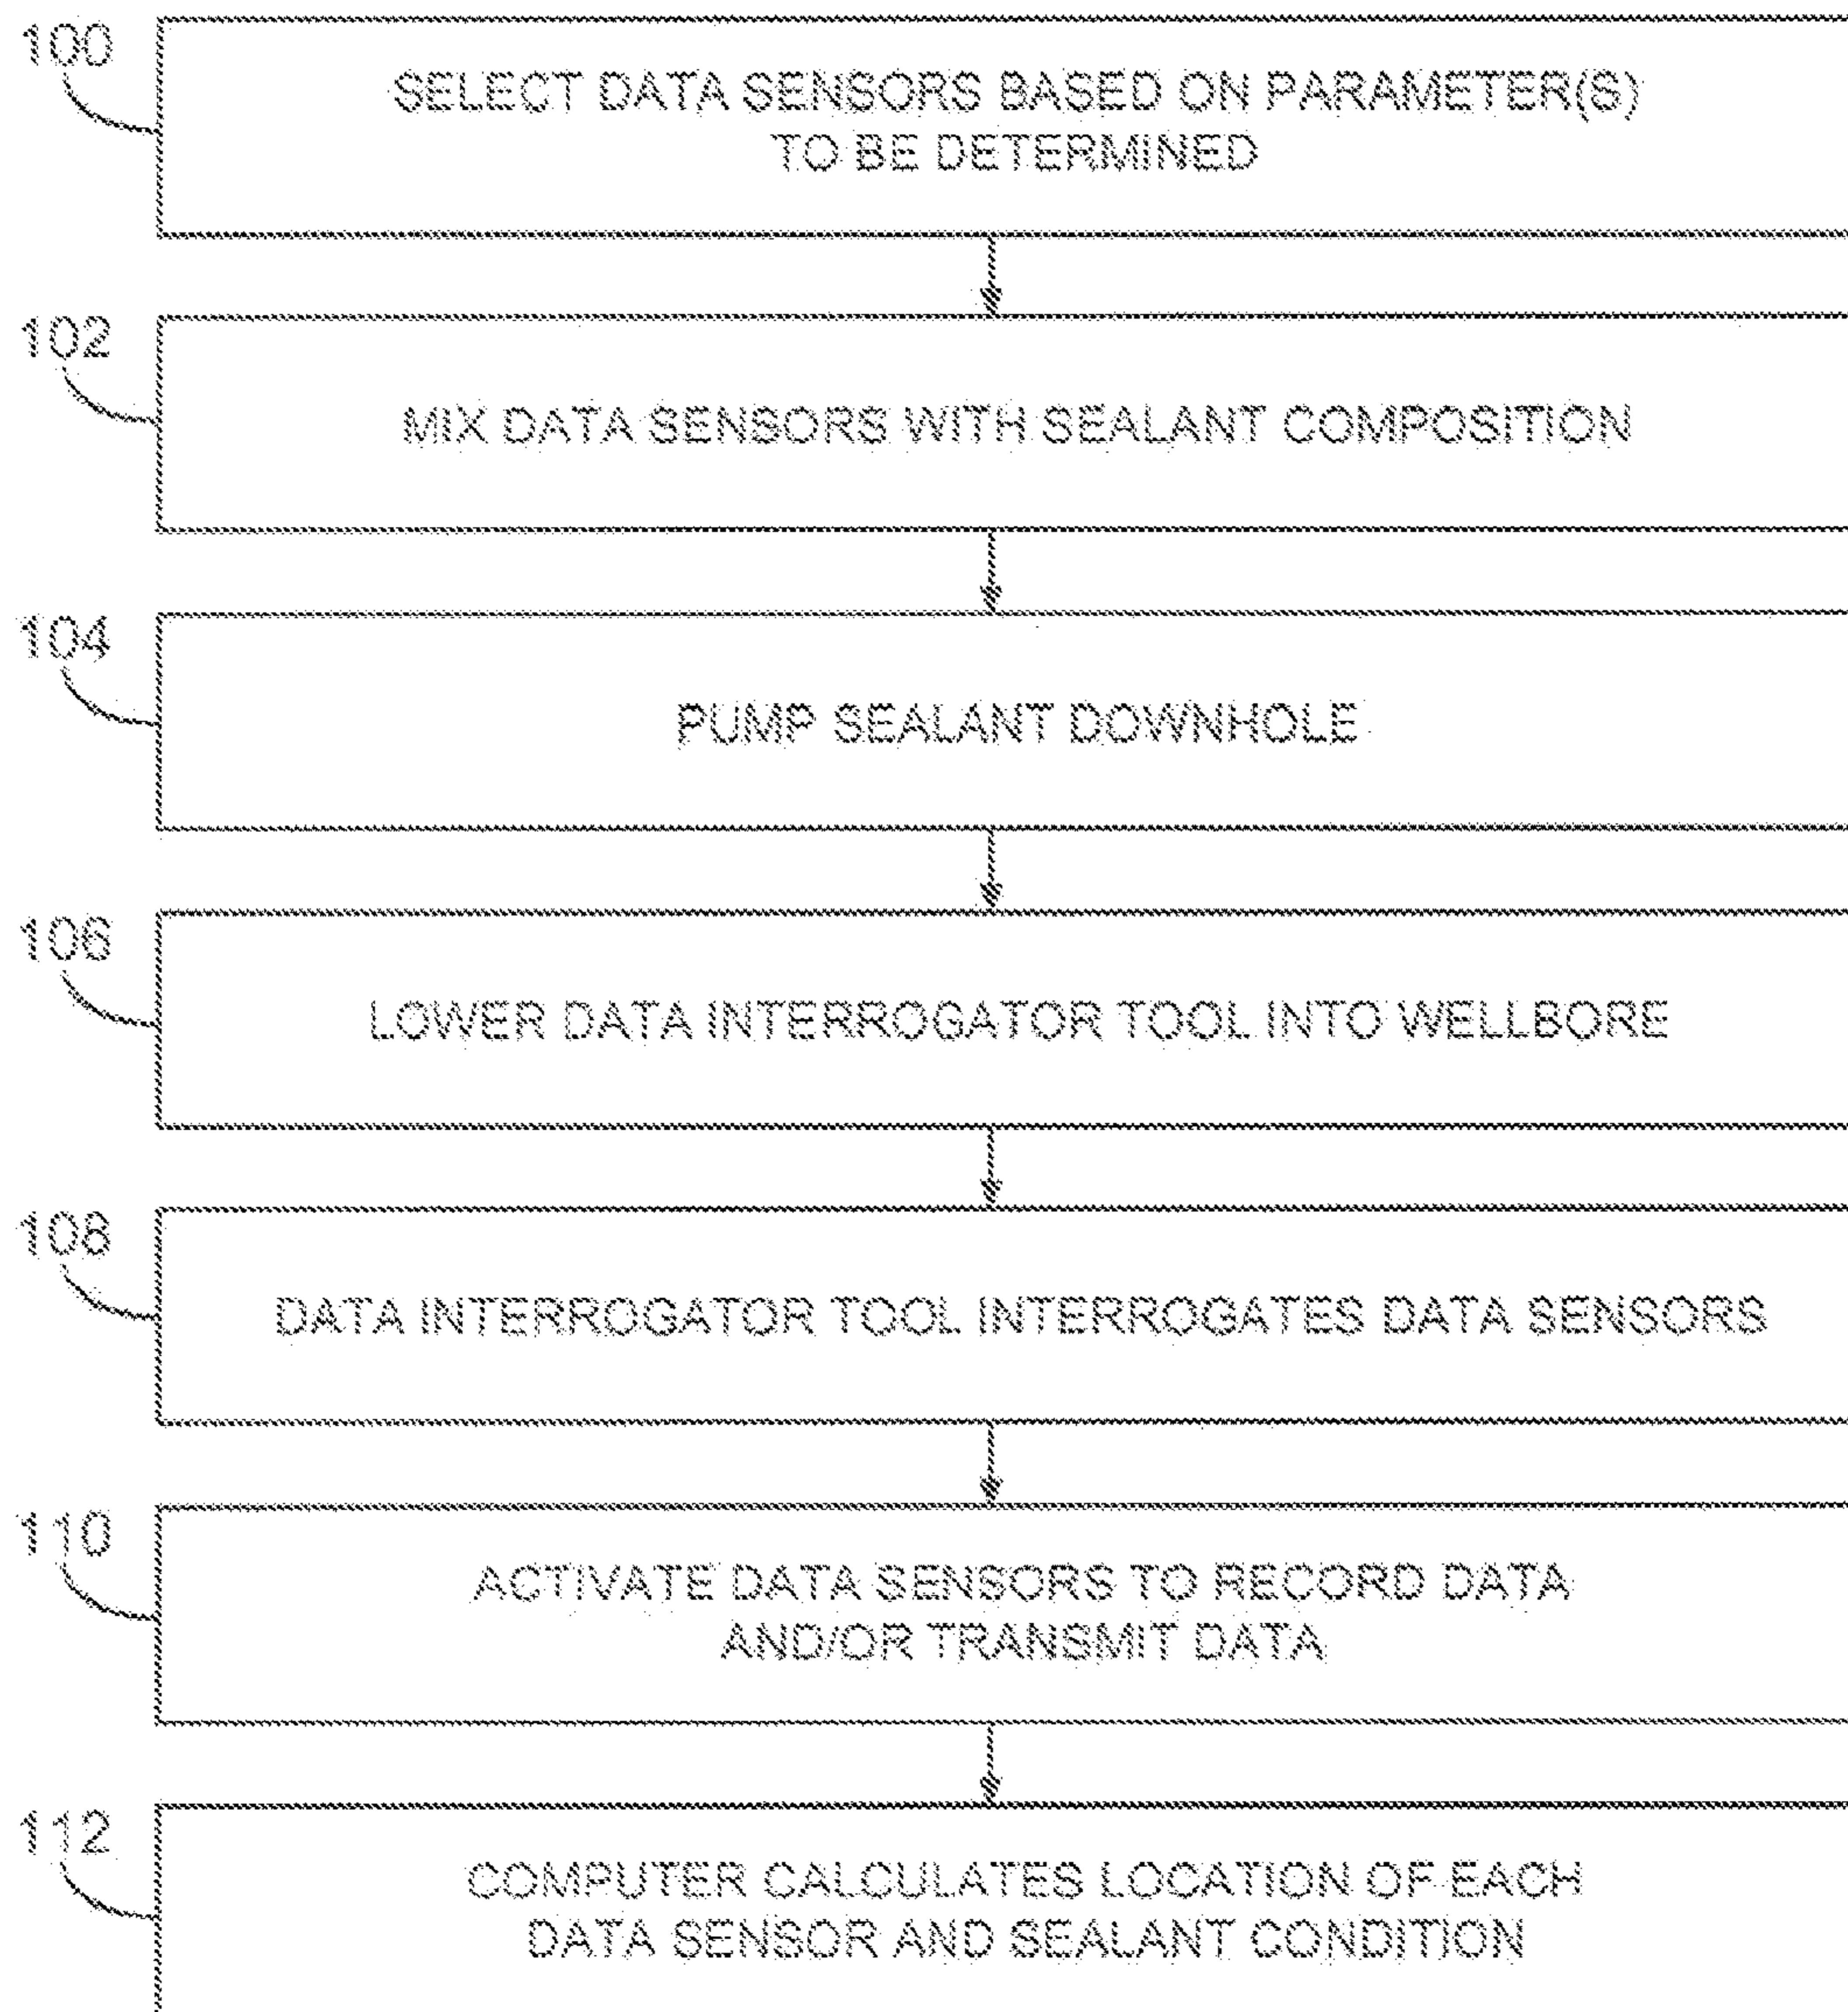 100
SELECT DATA SENSORS BASED ON PARAMETER(S)
TO BE DETERMINED
102
MIX DATA SENSORS WITH SEALANT COMPOSITION
104
PUMP SEALANT DOWNHOLE
106
LOWER DATA INTERROGATOR TOOL INTO WELLBORE
108
DATA INTERROGATOR TOOL INTERROGATES DATA SENSORS
110
ACTIVATE DATA SENSORS TO RECORD DATA
AND/OR TRANSMIT DATA
112
COMPUTER CALCULATES LOCATION OF EACH
DATA SENSOR AND SEALANT CONDITION